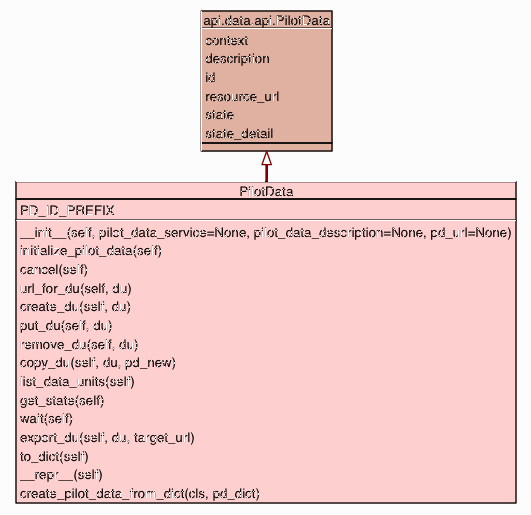 api.data.api.PilotData
context
description
id
resource_url
state
state_detail
PilotData
PD_ID_PREFIX
__init__(self, pilot_data_service=None, pilot_data_description=None, pd_url=None)
initialize_pilot_data(self)
cancel(self)
url_for_du(self, du)
create_du(self, du)
put_du(self, du)
remove_du(self, du)
copy_du(self, du, pd_new)
list_data_units(self)
get_state(self)
wait(self)
export_du(self, du, target_url)
to_dict(self)
__repr__(self)
create_pilot_data_from_dict(cls, pd_dict)